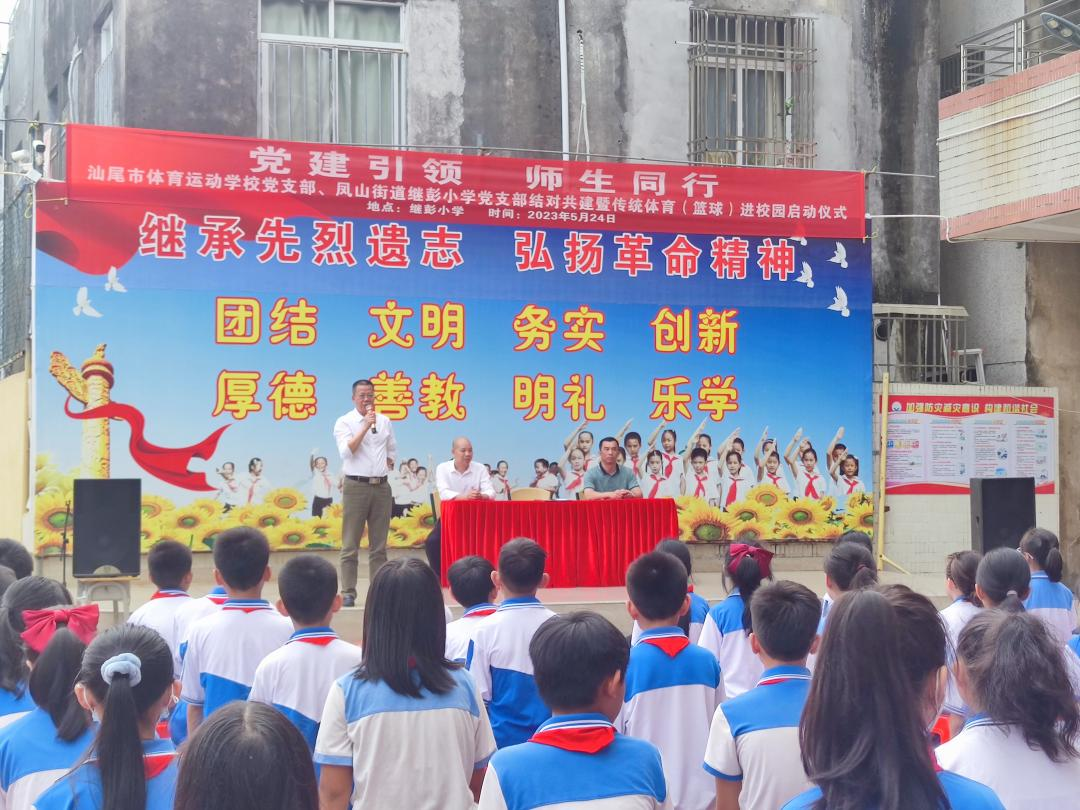 党建引领 师生同行
汕尾市体育运动学校党支部、凤山街道继彭小学党支部结对共建暨传统体育(篮球)进校园启动仪式
地点:继彭小学 时间:2023年5月24日
继承先烈遗志 弘扬革命精神
团结 文明 务实 创新
厚德 善教 明礼 乐学
加强防灾减灾意识 构建和谐社会